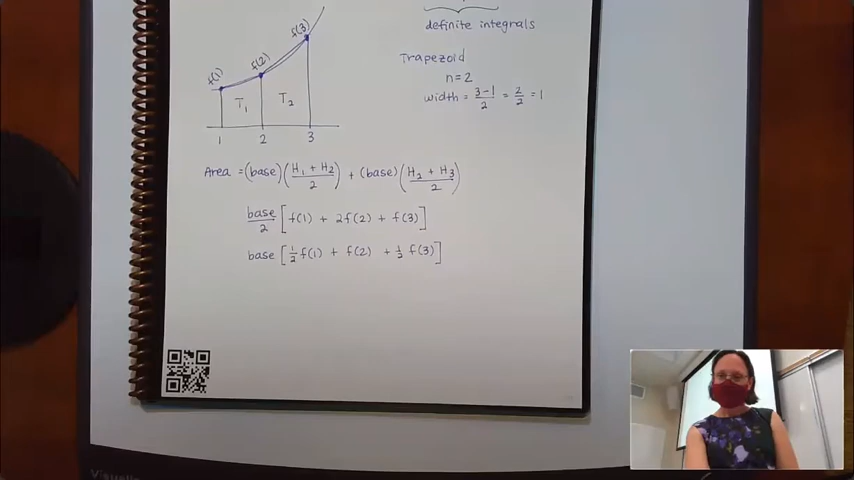 definite integrals
f(3)
f(2)
f(1)
T₁
T₂
1 2 3
Trapezoid
n=2
width = (3-1)/2 = 2/2 = 1
Area = (base)((H₁ + H₂)/2) + (base)((H₂ + H₃)/2)
base/2 [f(1) + 2f(2) + f(3)]
base [1/2 f(1) + f(2) + 1/2 f(3)]